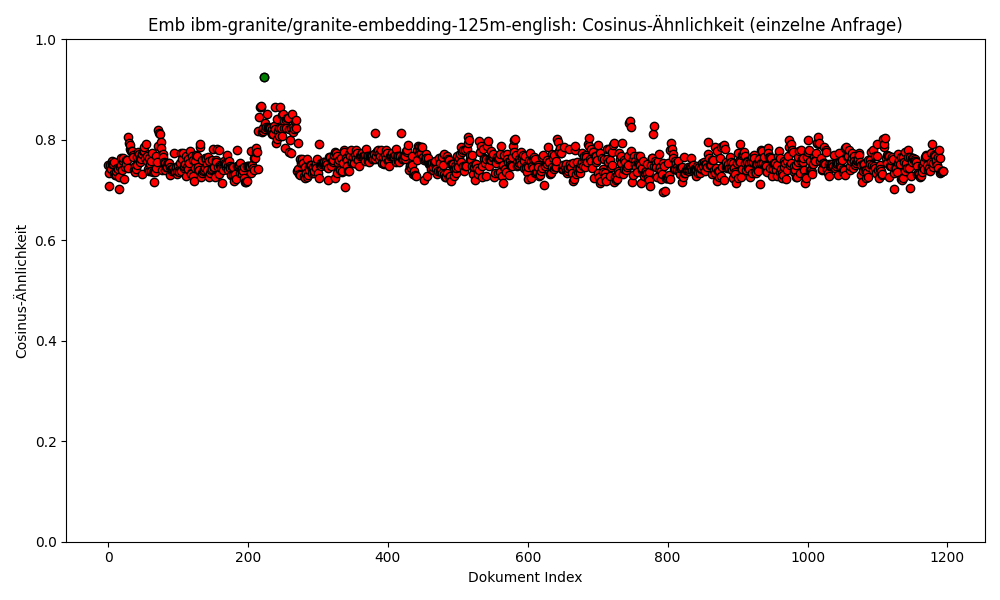 Emb ibm-granite/granite-embedding-125m-english: Cosinus-Ähnlichkeit (einzelne Anfrage)
1.0
0.8
0.6
0.4
0.2
0.0
Cosinus-Ähnlichkeit
0 200 400 600 800 1000 1200
Dokument Index